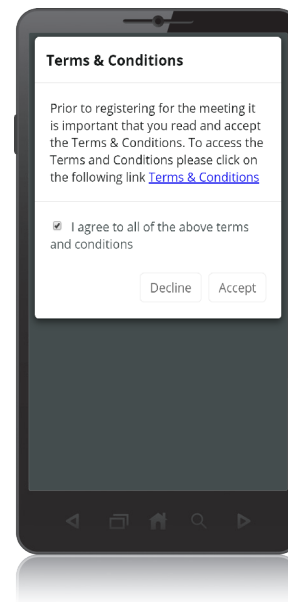 Terms & Conditions
Prior to registering for the meeting it
is important that you read and accept
the Terms & Conditions. To access the
Terms and Conditions please click on
the following link Terms & Conditions
I agree to all of the above terms
and conditions
Decline Accept